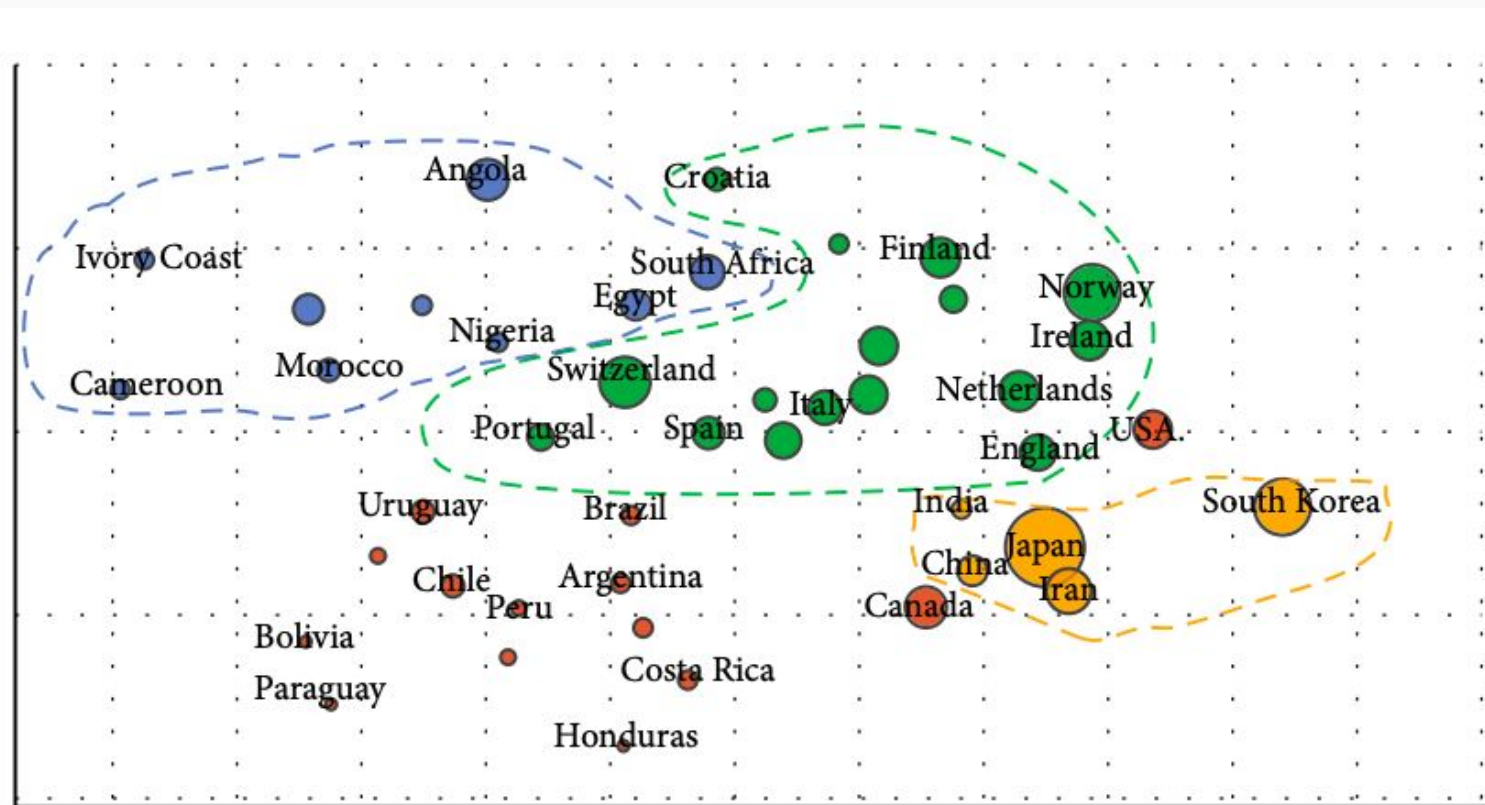 Angola
Croatia
Ivory Coast
South Africa
Finland
Egypt
Norway
Nigeria
Ireland
Morocco
Switzerland
Cameroon
Netherlands
Italy
Portugal
Spain
USA.
England
Uruguay
Brazil
India
South Korea
Japan
China
Chile
Argentina
Iran
Peru
Canada
Bolivia
Costa Rica
Paraguay
Honduras